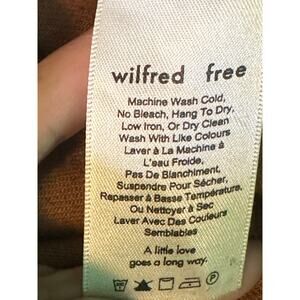 wilfred free
Machine Wash Cold,
No Bleach, Hang To Dry,
Low Iron, Or Dry Clean
Wash With Like Colours
Laver à La Machine à
L'eau Froide,
Pas De Blanchiment,
Suspendre Pour Sécher,
Repasser à Basse Température,
Ou Nettoyer à Sec
Laver Avec Des Couleurs
Semblables
A little love
goes a long way.